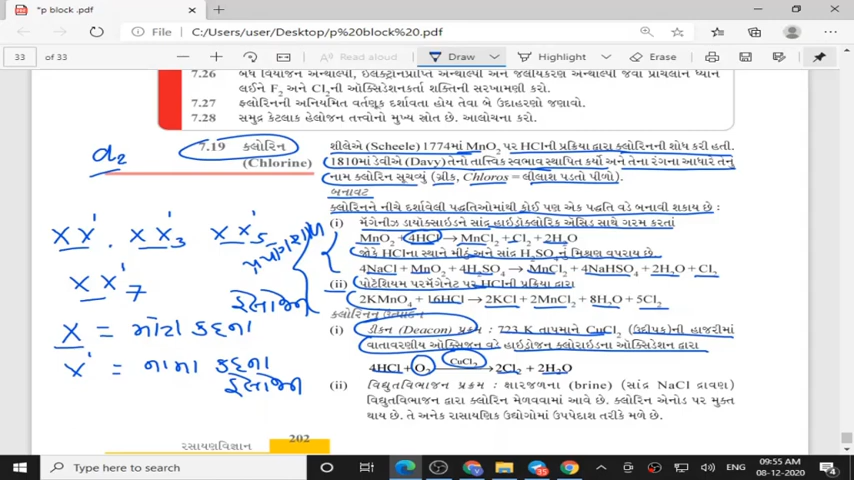 *p block .pdf
File | C:/Users/user/Desktop/p%20block%20.pdf
33 of 33
Read aloud
Draw
Highlight
Erase
7.26 બંધ વિયોજન એન્થાલ્પી, ઇલેક્ટ્રૉનપ્રાપ્તિ એન્થાલ્પી અને જલીયકરણ એન્થાલ્પી જેવા પ્રાચલોને ધ્યાને
લઈને F₂ અને Cl₂ની ઑક્સિડેશનકર્તા શક્તિની સરખામણી કરો.
7.27 ફ્લોરિનની અનિયમિત વર્તણૂક દર્શાવતા હોય તેવા બે ઉદાહરણો જણાવો.
7.28 સમુદ્ર કેટલાક હેલોજન તત્ત્વોનો મુખ્ય સ્રોત છે. આલોચના કરો.
7.19 ક્લોરિન
(Chlorine)
શીલેએ (Scheele) 1774માં MnO₂ પર HClની પ્રક્રિયા દ્વારા ક્લોરિનની શોધ કરી હતી.
1810માં ડેવીએ (Davy) તેનો તાત્ત્વિક સ્વભાવ સ્થાપિત કર્યો અને તેના રંગના આધારે તેનું
નામ ક્લોરિન સૂચવ્યું (ગ્રીક, Chloros = લીલાશ પડતો પીળો).
બનાવટ
ક્લોરિનને નીચે દર્શાવેલી પદ્ધતિઓમાંથી કોઈ પણ એક પદ્ધતિ વડે બનાવી શકાય છે :
(i) મૅંગેનીઝ ડાયૉક્સાઇડને સાંદ્ર હાઇડ્રોક્લોરિક ઍસિડ સાથે ગરમ કરતાં
MnO₂ + 4HCl → MnCl₂ + Cl₂ + 2H₂O
જોકે HClના સ્થાને મીઠું અને સાંદ્ર H₂SO₄નું મિશ્રણ વપરાય છે.
4NaCl + MnO₂ + 4H₂SO₄ → MnCl₂ + 4NaHSO₄ + 2H₂O + Cl₂
(ii) પોટૅશિયમ પરમૅંગેનેટ પર HClની પ્રક્રિયા દ્વારા
2KMnO₄ + 16HCl → 2KCl + 2MnCl₂ + 8H₂O + 5Cl₂
ક્લોરિનનું ઉત્પાદન
(i) ડીકન (Deacon) પ્રક્રમ : 723 K તાપમાને CuCl₂ (ઉદ્દીપક)ની હાજરીમાં
વાતાવરણીય ઑક્સિજન વડે હાઇડ્રોજન ક્લોરાઇડના ઑક્સિડેશન દ્વારા
4HCl + O₂ CuCl₂→ 2Cl₂ + 2H₂O
(ii) વિદ્યુતવિભાજન પ્રક્રમ : ક્ષારજળના (brine) (સાંદ્ર NaCl દ્રાવણ)
વિદ્યુતવિભાજન દ્વારા ક્લોરિન મેળવવામાં આવે છે. ક્લોરિન ઍનોડ પર મુક્ત
થાય છે. તે અનેક રાસાયણિક ઉદ્યોગોમાં ઉપપેદાશ તરીકે મળે છે.
XX' . XX'₃ XX'₅
XX'₇
હેલોજન
X = મોટા કદના
X' = નાના કદના
હેલોજન
રસાયણવિજ્ઞાન
202
Type here to search
35
ENG
09:55 AM
08-12-2020
4